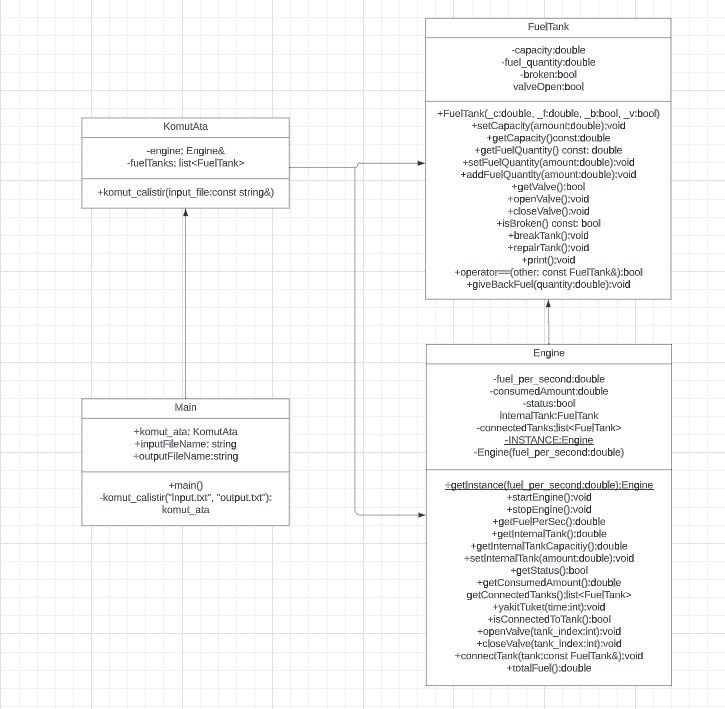 FuelTank
-capacity:double
-fuel_quantity:double
-broken:bool
valveOpen:bool
+FuelTank(_c:double, _f:double, _b:bool, _v:bool)
+setCapacity(amount:double):void
+getCapacity()const:double
+getFuelQuantity() const: double
+setFuelQuantity(amount:double):void
+addFuelQuantity(amount:double):void
+getValve():bool
+openValve():void
+closeValve():void
+isBroken() const: bool
+breakTank():void
+repairTank():void
+print():void
+operator==(other: const FuelTank&):bool
+giveBackFuel(quantity:double):void
KomutAta
-engine: Engine&
-fuelTanks: list<FuelTank>
+komut_calistir(input_file:const string&)
Main
+komut_ata: KomutAta
+inputFileName: string
+outputFileName:string
+main()
-komut_calistir("input.txt", "output.txt"):
komut_ata
Engine
-fuel_per_second:double
-consumedAmount:double
-status:bool
internalTank:FuelTank
-connectedTanks:list<FuelTank>
-INSTANCE:Engine
-Engine(fuel_per_second:double)
+getInstance(fuel_per_second:double):Engine
+startEngine():void
+stopEngine():void
+getFuelPerSec():double
+getInternalTank():double
+getInternalTankCapacitiy():double
+setInternalTank(amount:double):void
+getStatus():bool
+getConsumedAmount():double
getConnectedTanks():list<FuelTank>
+yakitTuket(time:int):void
+isConnectedToTank():bool
+openValve(tank_index:int):void
+closeValve(tank_index:int):void
+connectTank(tank:const FuelTank&):void
+totalFuel():double